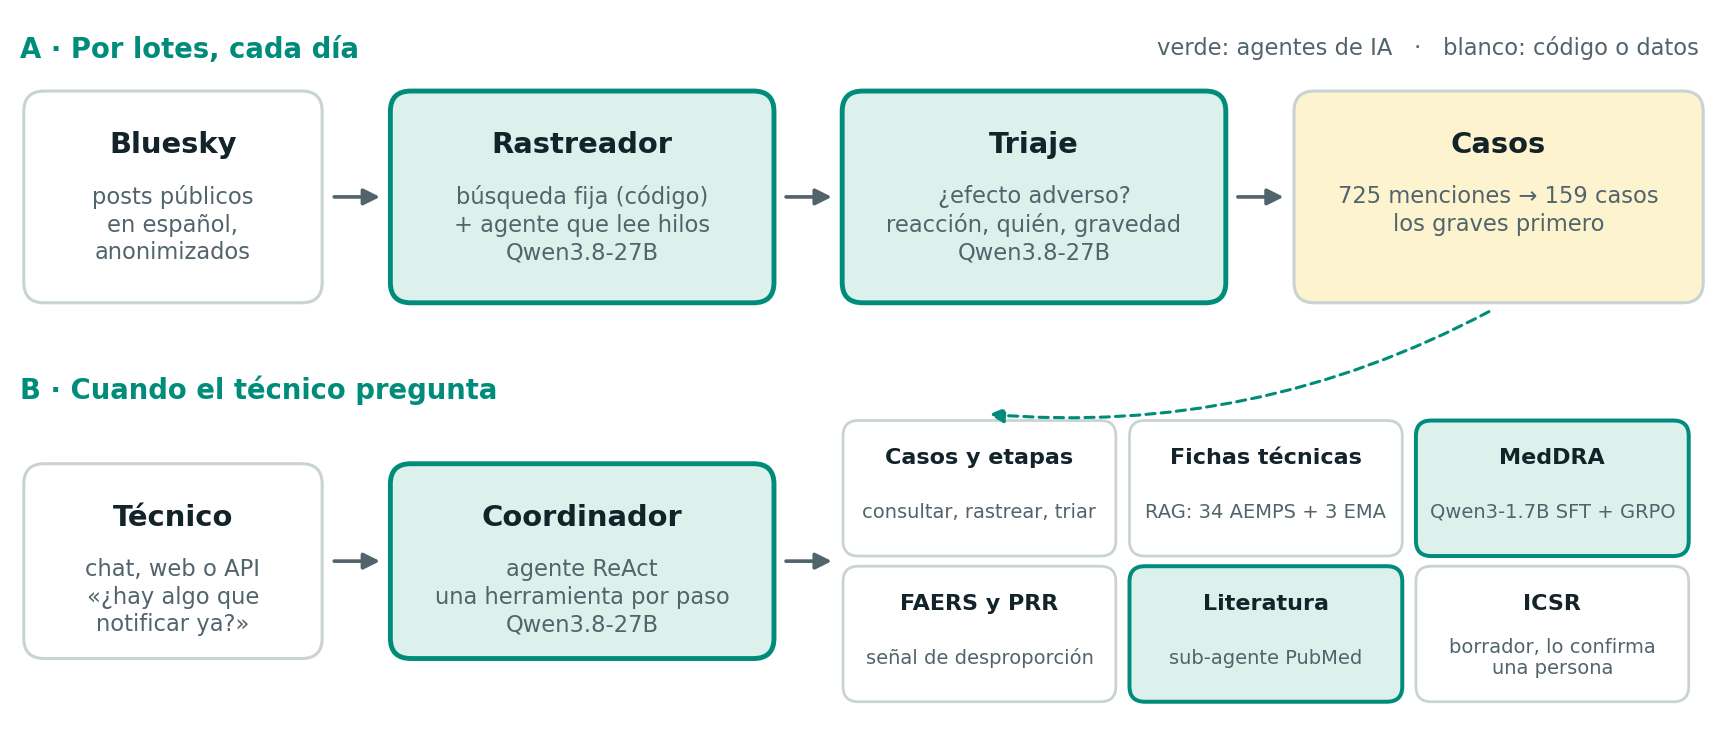 A · Por lotes, cada día
verde: agentes de IA · blanco: código o datos
Bluesky
posts públicos
en español,
anonimizados
Rastreador
búsqueda fija (código)
+ agente que lee hilos
Qwen3.8-27B
Triaje
¿efecto adverso?
reacción, quién, gravedad
Qwen3.8-27B
Casos
725 menciones → 159 casos
los graves primero
B · Cuando el técnico pregunta
Técnico
chat, web o API
«¿hay algo que
notificar ya?»
Coordinador
agente ReAct
una herramienta por paso
Qwen3.8-27B
Casos y etapas
consultar, rastrear, triar
Fichas técnicas
RAG: 34 AEMPS + 3 EMA
MedDRA
Qwen3-1.7B SFT + GRPO
FAERS y PRR
señal de desproporción
Literatura
sub-agente PubMed
ICSR
borrador, lo confirma
una persona